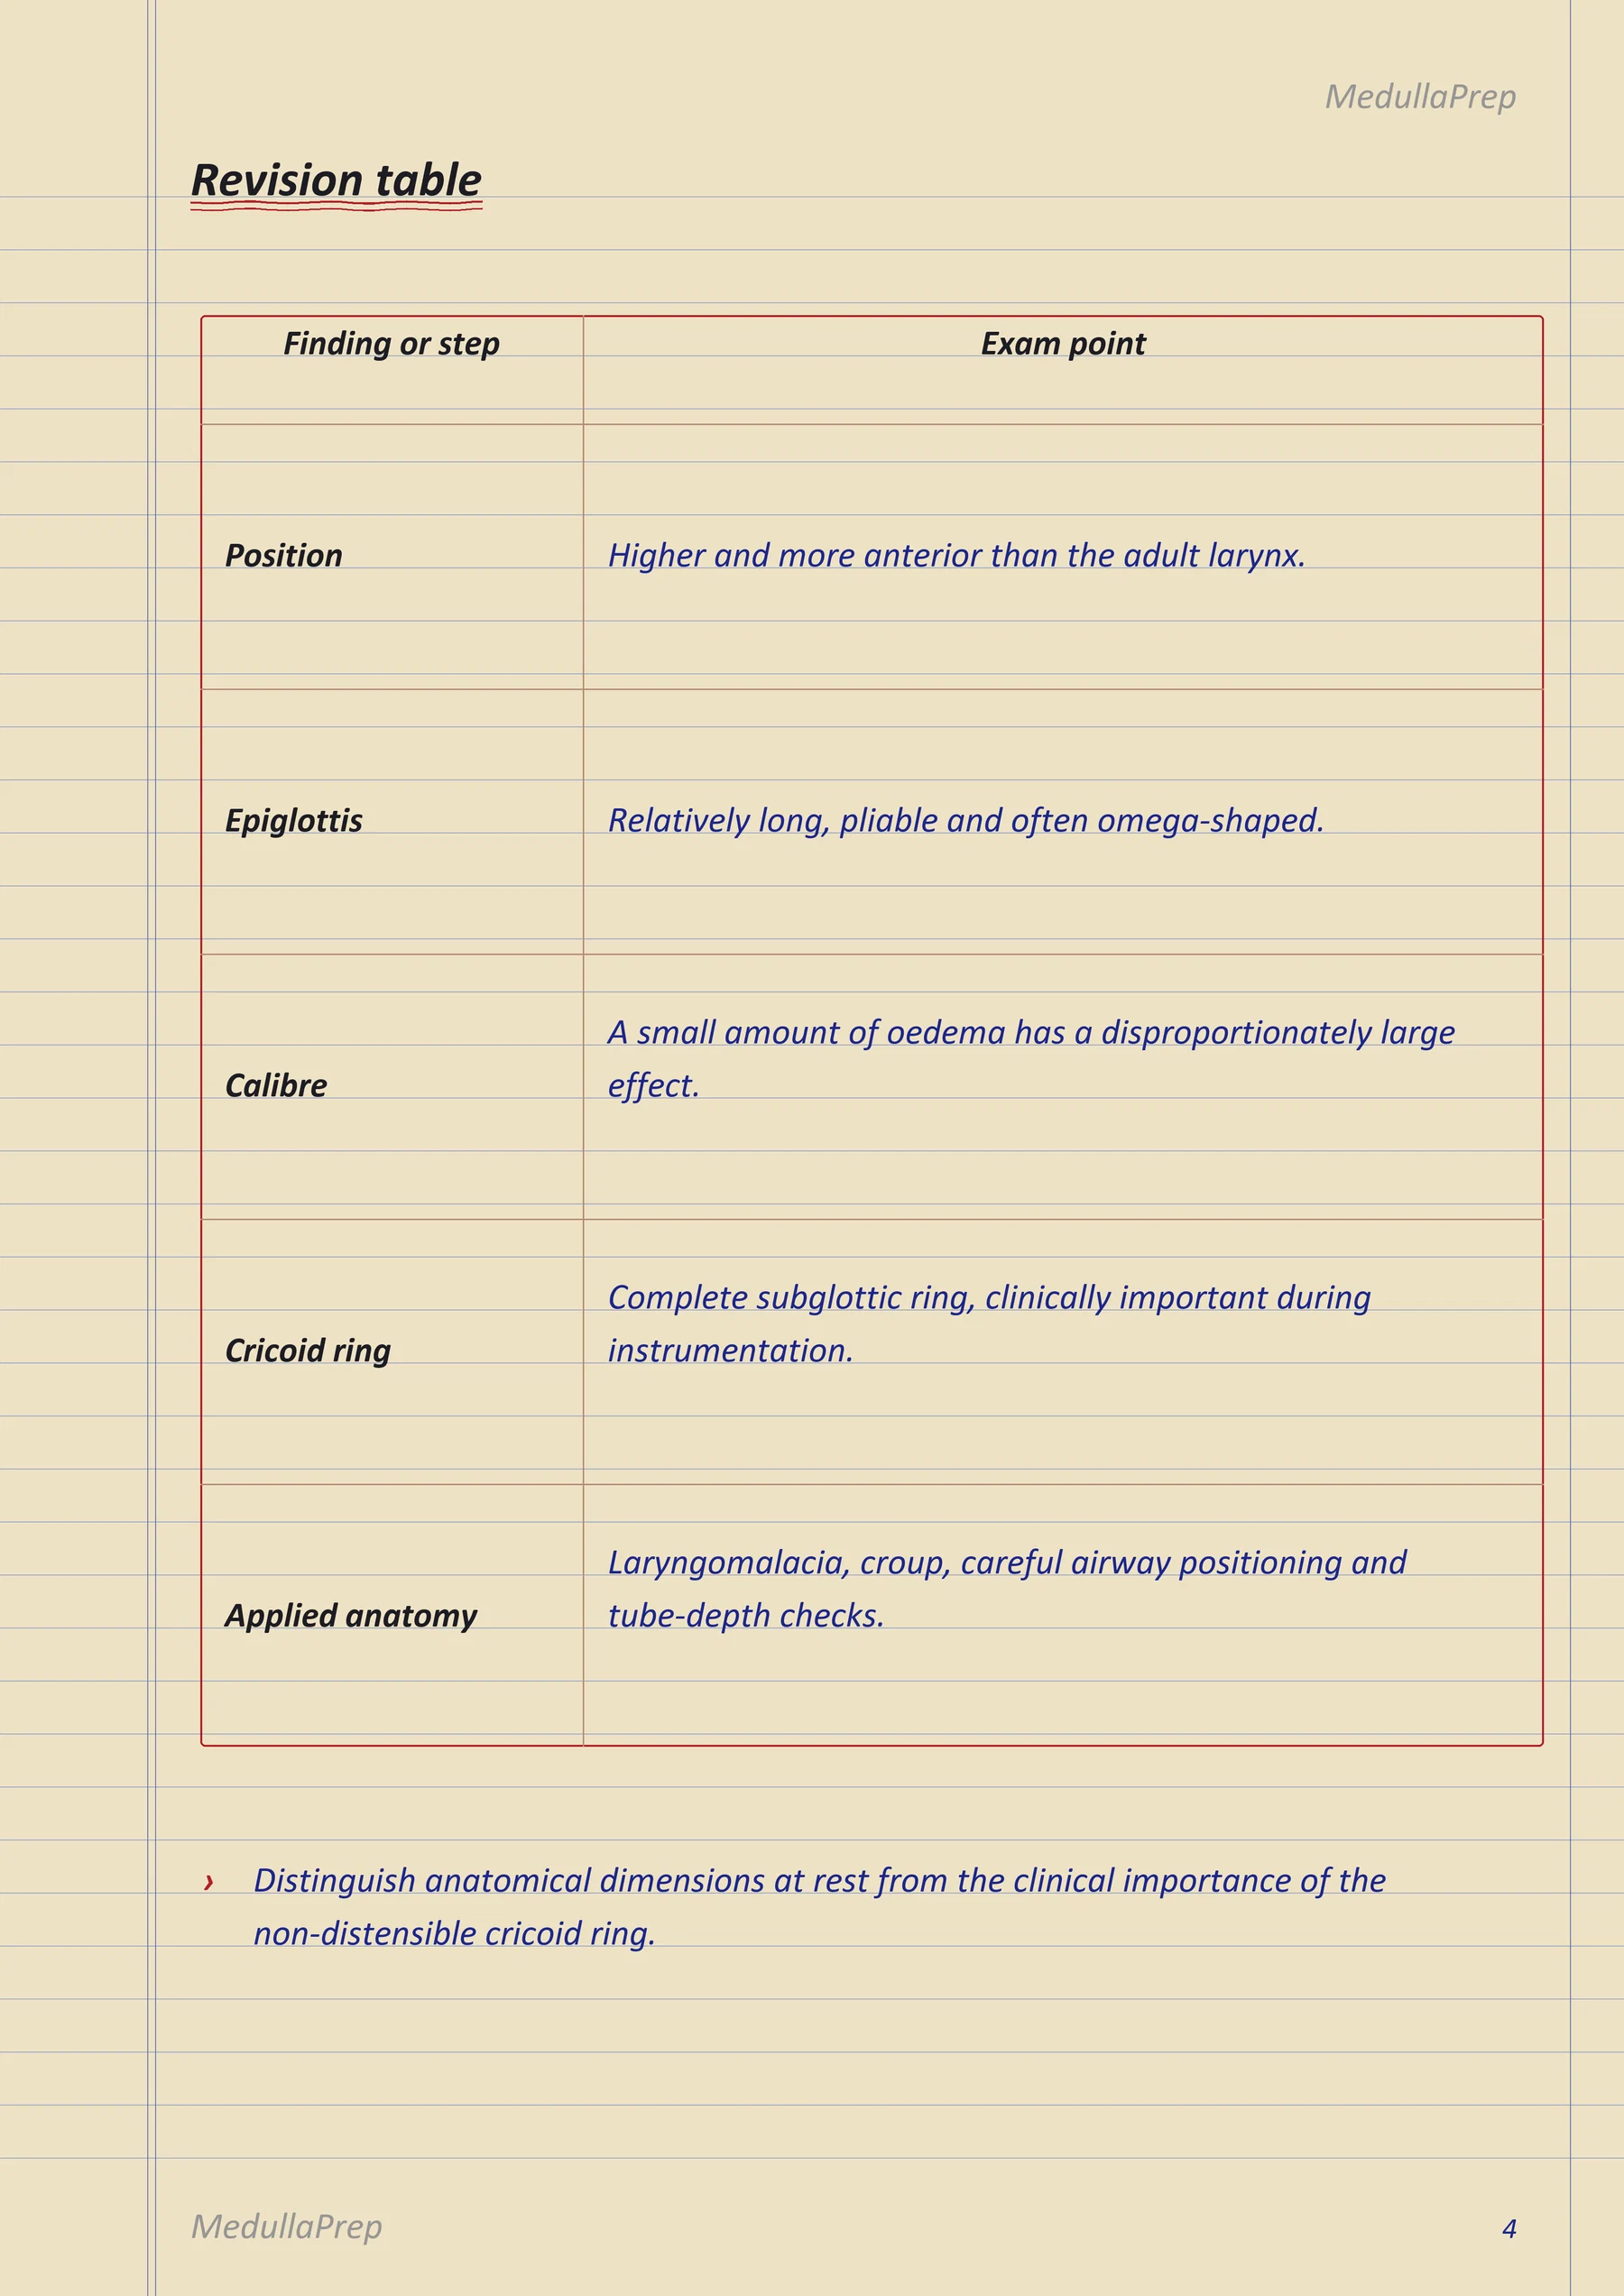 MedullaPrep
Revision table
Finding or step
Exam point
Position
Higher and more anterior than the adult larynx.
Epiglottis
Relatively long, pliable and often omega-shaped.
Calibre
A small amount of oedema has a disproportionately large
effect.
Cricoid ring
Complete subglottic ring, clinically important during
instrumentation.
Applied anatomy
Laryngomalacia, croup, careful airway positioning and
tube-depth checks.
› Distinguish anatomical dimensions at rest from the clinical importance of the
non-distensible cricoid ring.
MedullaPrep
4